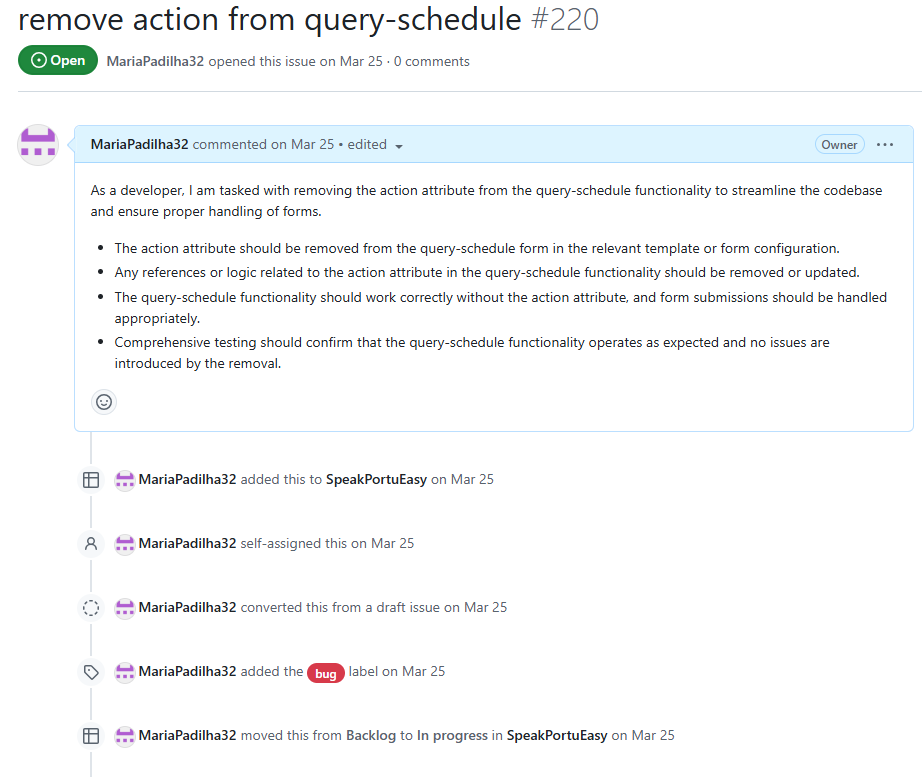 remove action from query-schedule #220
Open MariaPadilha32 opened this issue on Mar 25 · 0 comments
MariaPadilha32 commented on Mar 25 • edited Owner
As a developer, I am tasked with removing the action attribute from the query-schedule functionality to streamline the codebase
and ensure proper handling of forms.
• The action attribute should be removed from the query-schedule form in the relevant template or form configuration.
• Any references or logic related to the action attribute in the query-schedule functionality should be removed or updated.
• The query-schedule functionality should work correctly without the action attribute, and form submissions should be handled
appropriately.
• Comprehensive testing should confirm that the query-schedule functionality operates as expected and no issues are
introduced by the removal.
MariaPadilha32 added this to SpeakPortuEasy on Mar 25
MariaPadilha32 self-assigned this on Mar 25
MariaPadilha32 converted this from a draft issue on Mar 25
MariaPadilha32 added the bug label on Mar 25
MariaPadilha32 moved this from Backlog to In progress in SpeakPortuEasy on Mar 25